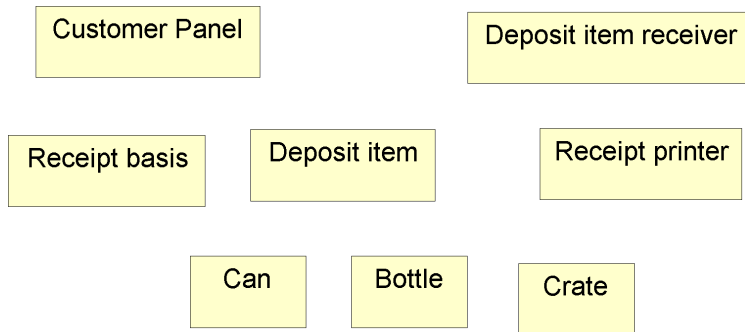 Customer Panel
Deposit item receiver
Receipt basis
Deposit item
Receipt printer
Can
Bottle
Crate